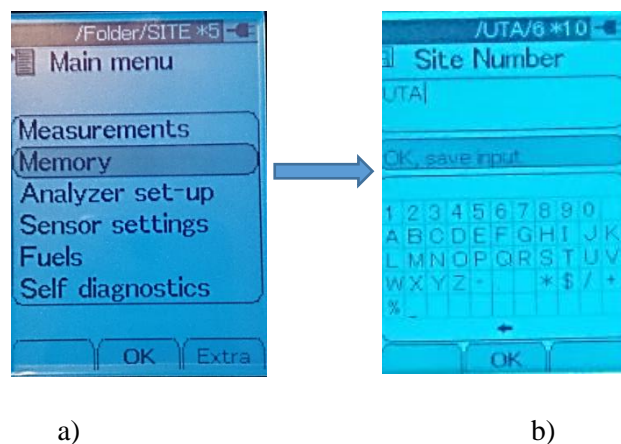 /Folder/SITE *5
Main menu
Measurements
Memory
Analyzer set-up
Sensor settings
Fuels
Self diagnostics
OK Extra
a)
/UTA/6 *10
Site Number
UTA
OK, save input
1 2 3 4 5 6 7 8 9 0
A B C D E F G H I J K
L M N O P Q R S T U V
W X Y Z - * $ / +
% _
OK
b)